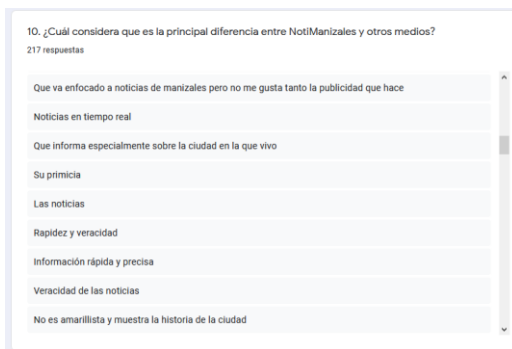 10. ¿Cuál considera que es la principal diferencia entre NotiManizales y otros medios?
217 respuestas
Que va enfocado a noticias de manizales pero no me gusta tanto la publicidad que hace
Noticias en tiempo real
Que informa especialmente sobre la ciudad en la que vivo
Su primicia
Las noticias
Rapidez y veracidad
Información rápida y precisa
Veracidad de las noticias
No es amarillista y muestra la historia de la ciudad